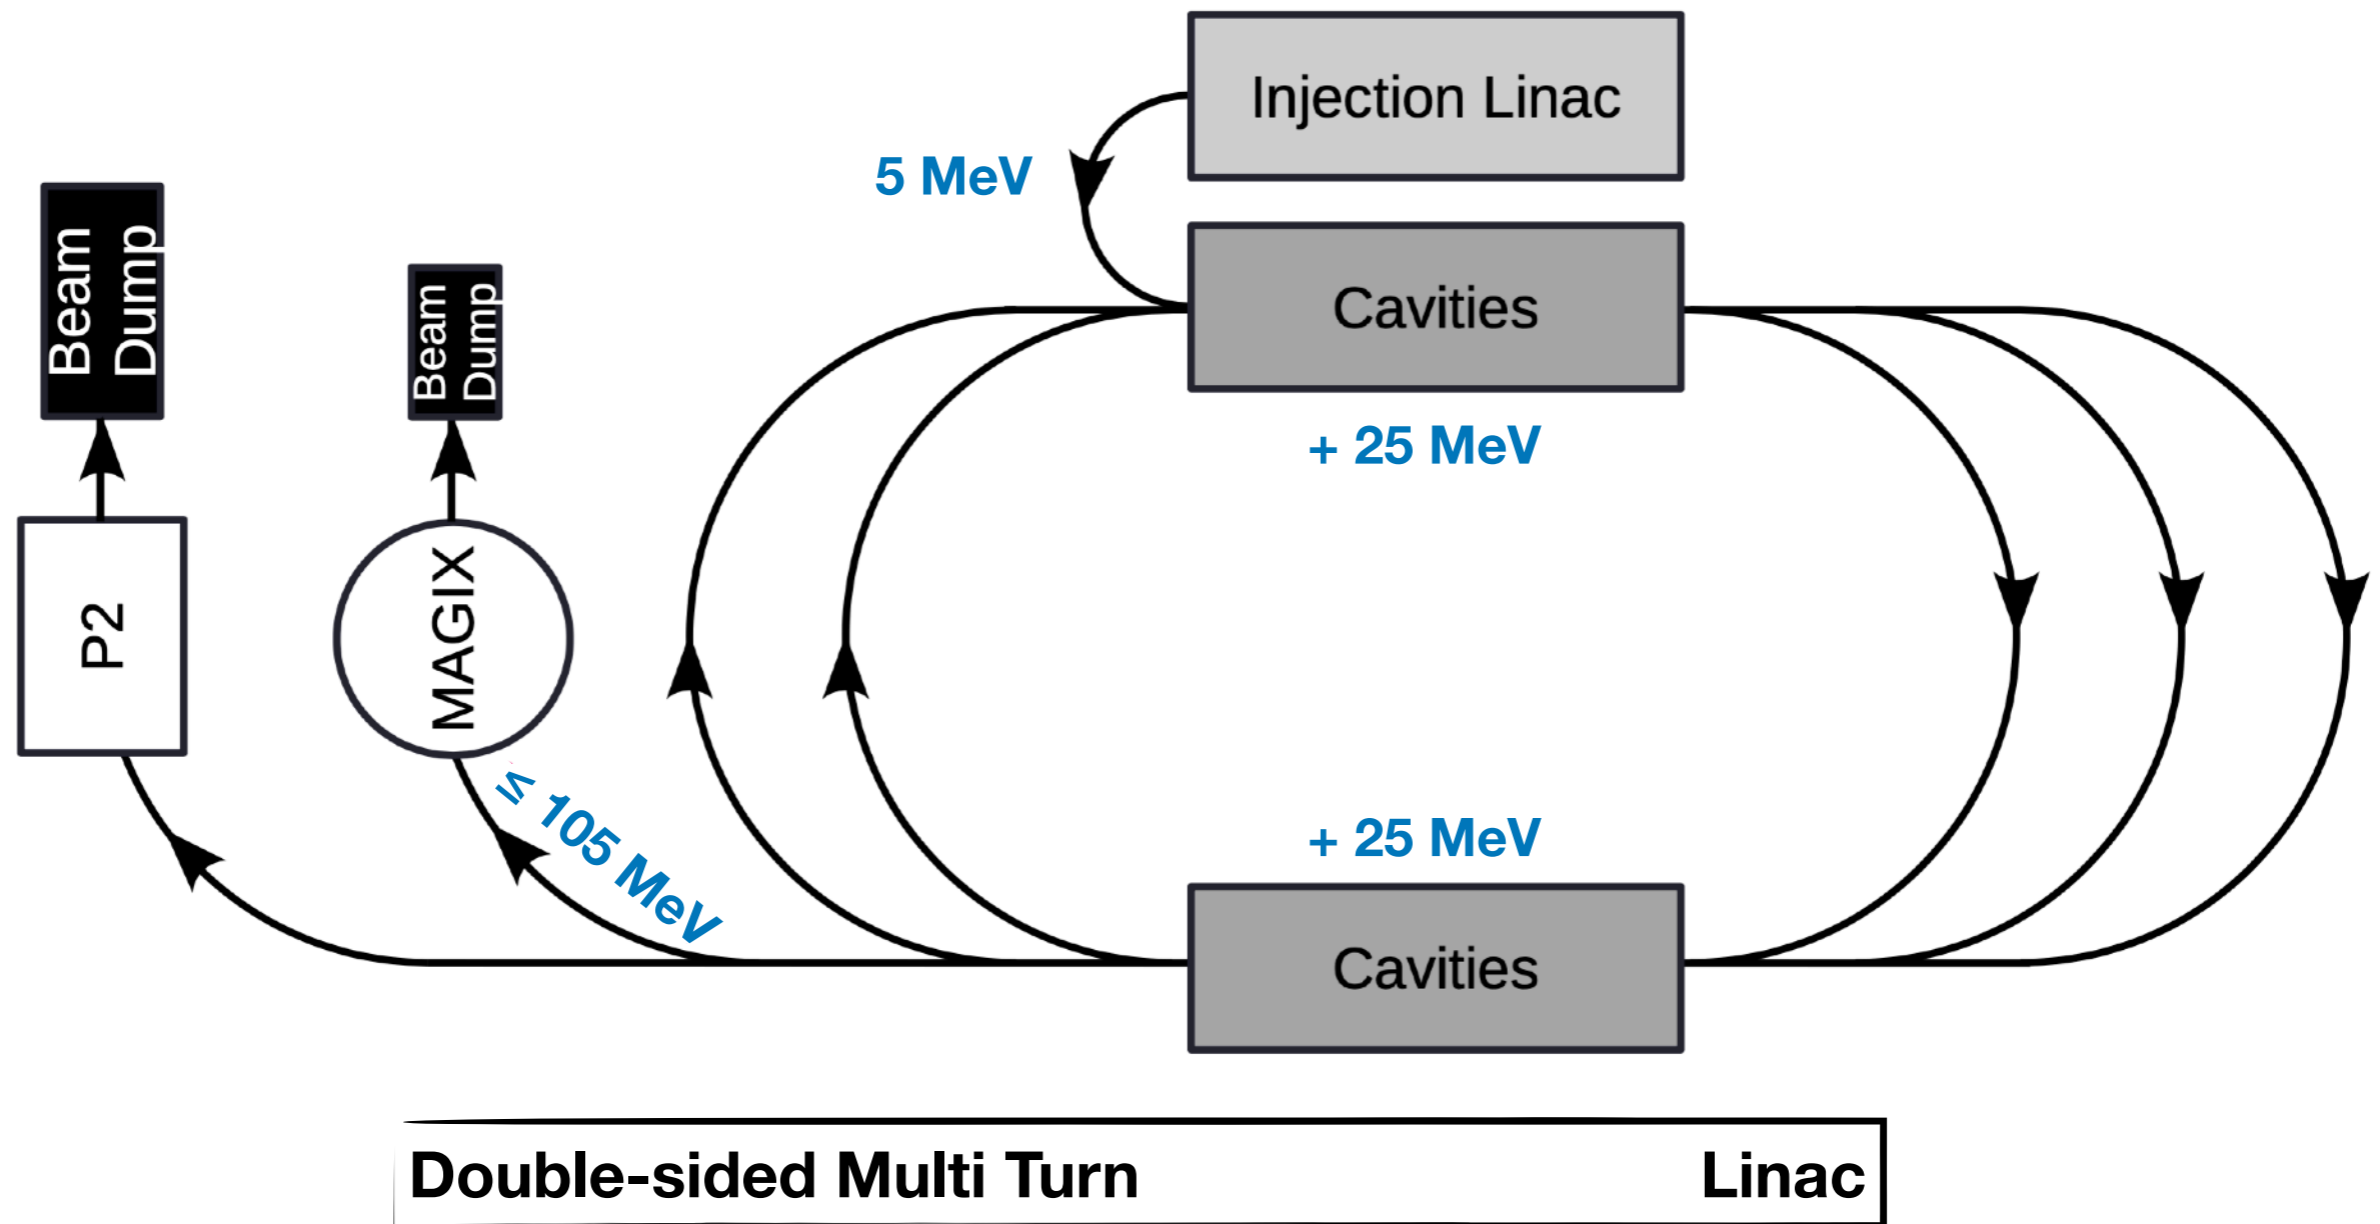 Injection Linac
5 MeV
Cavities
+ 25 MeV
Beam
Dump
Beam
Dump
P2
MAGIX
≤ 105 MeV
+ 25 MeV
Cavities
Double-sided Multi Turn Linac